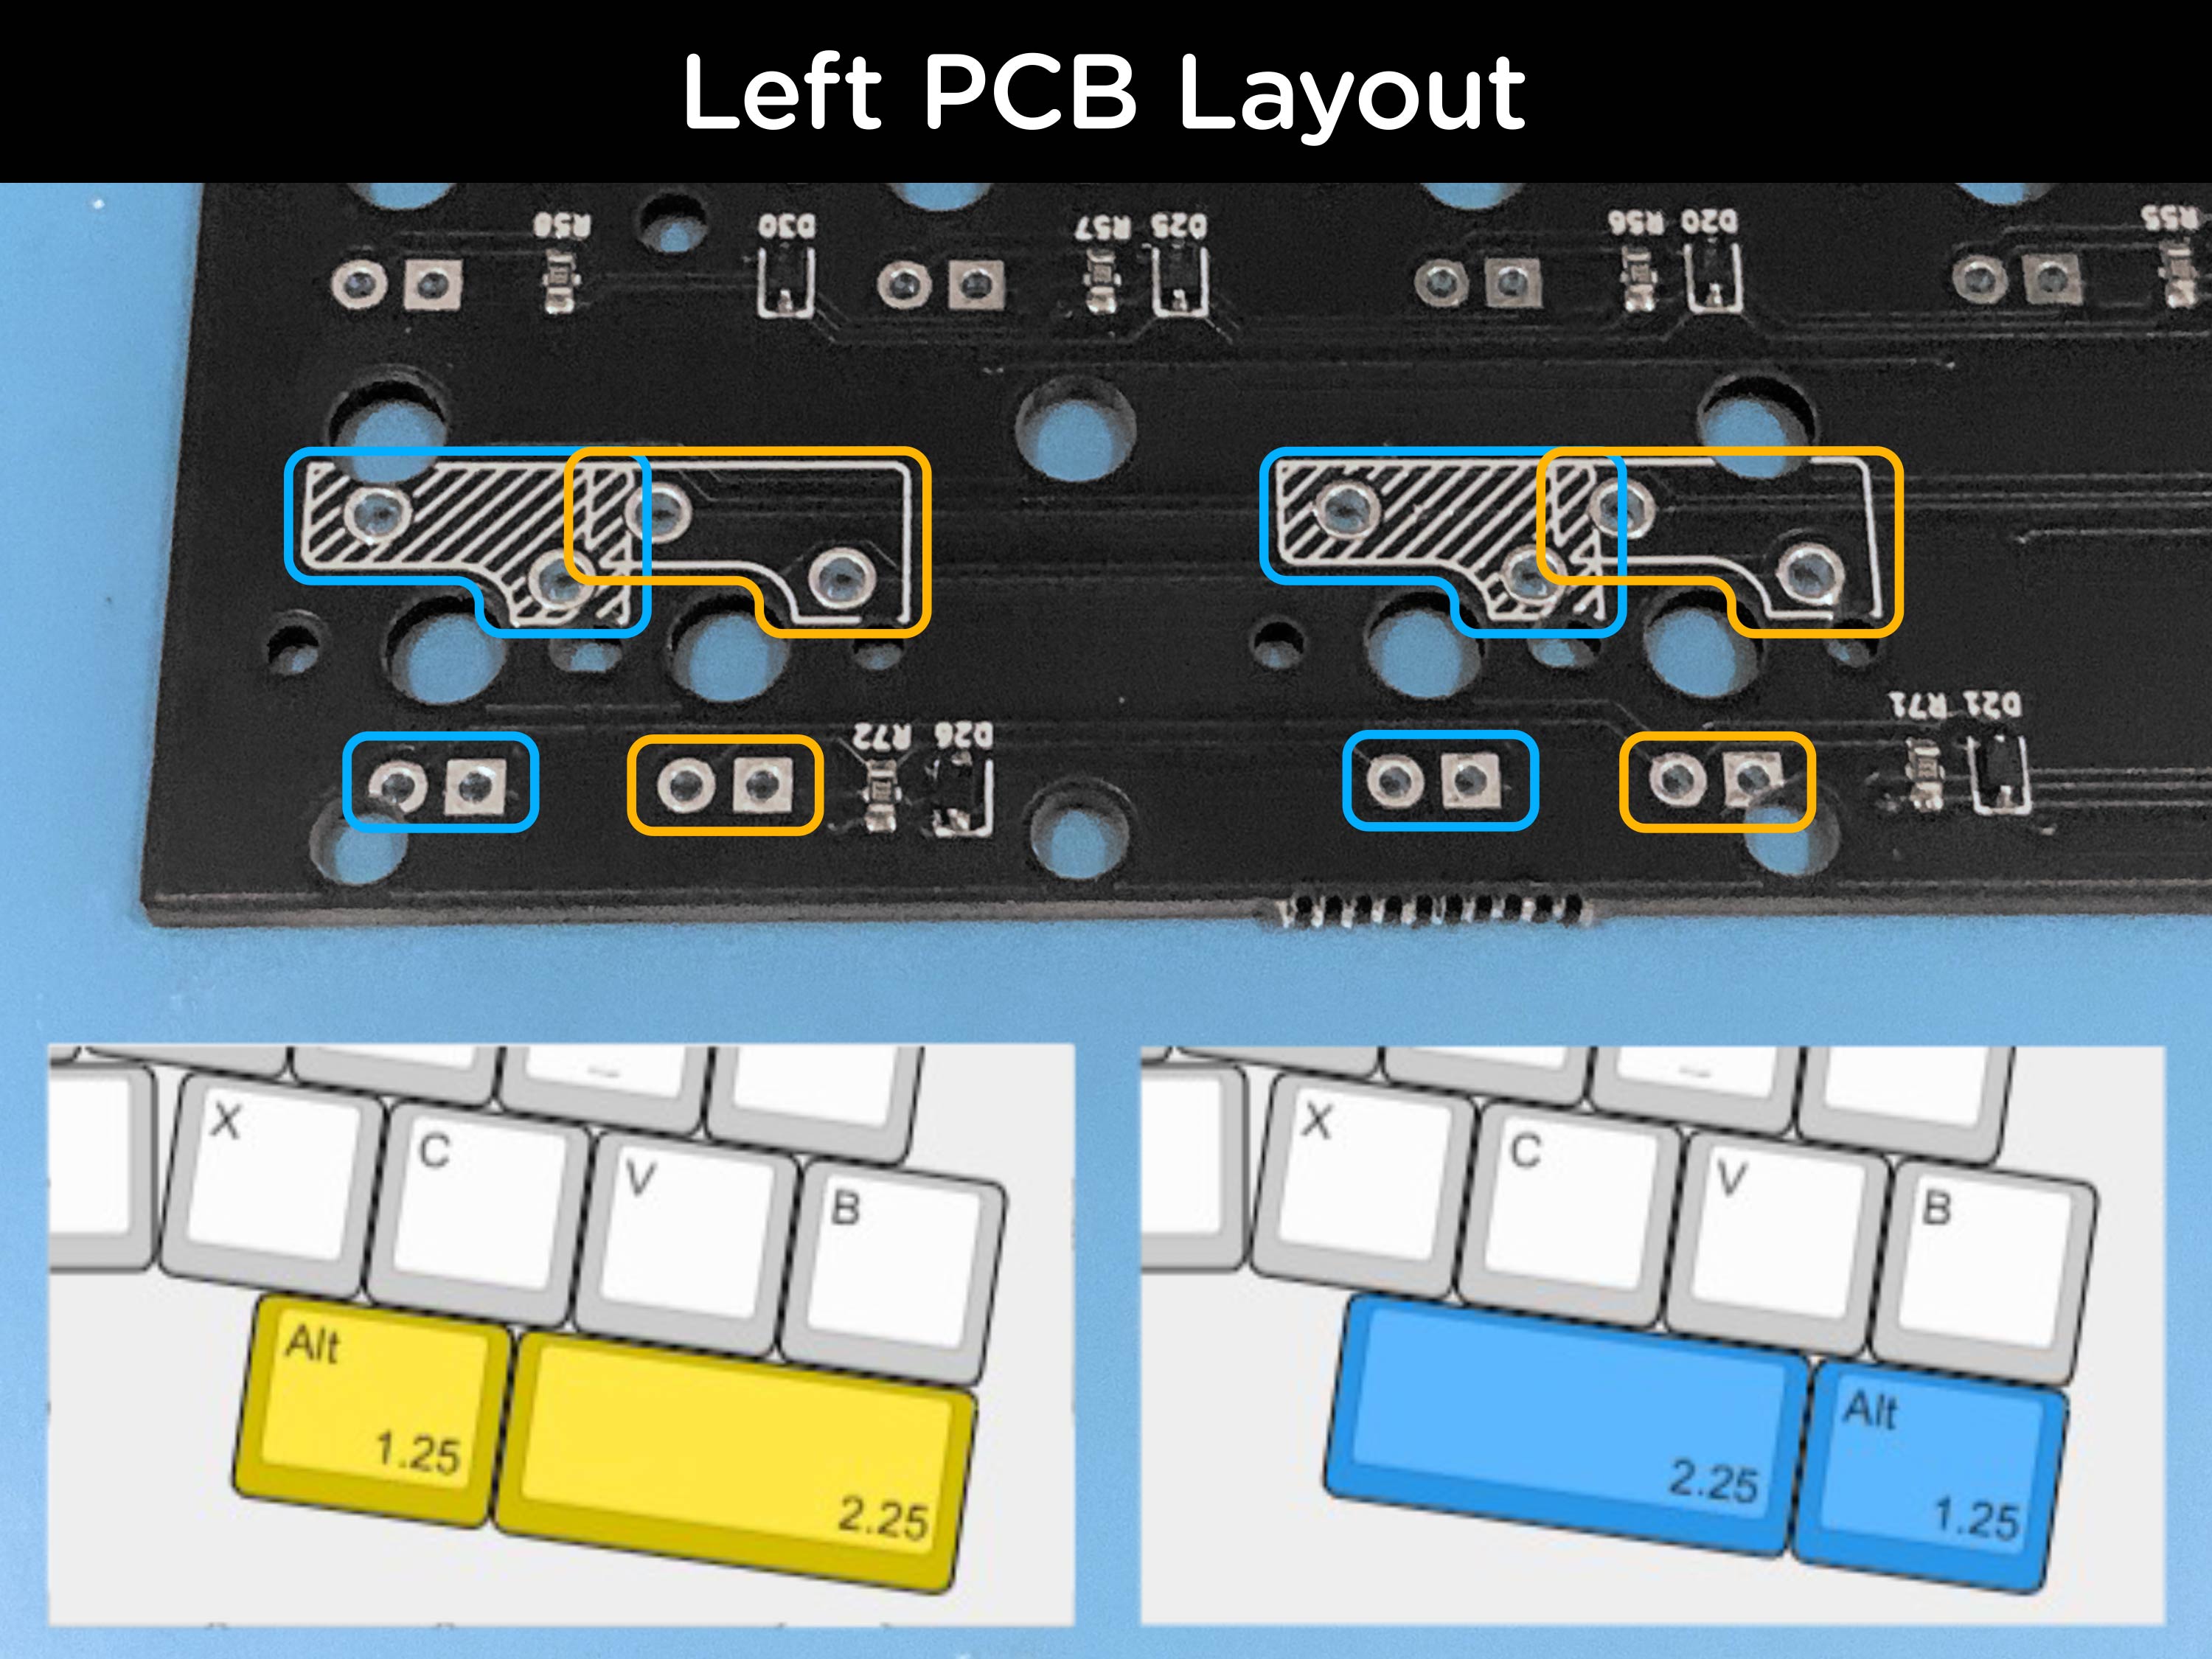 Left PCB Layout
R58 D30 R57 D25 R56 D20 R55
R72 D26 R71 D21
X C V B
Alt
1.25
2.25
X C V B
2.25
Alt
1.25